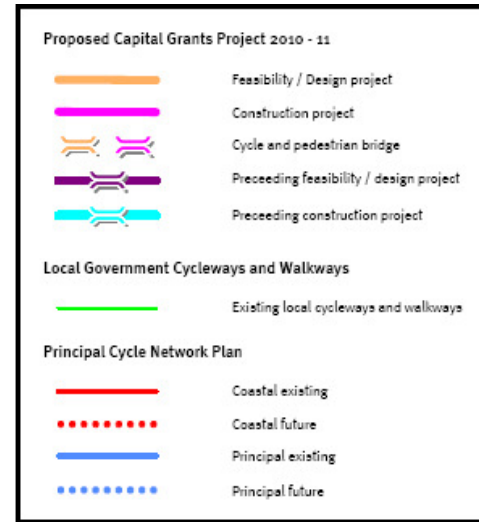 Proposed Capital Grants Project 2010 - 11
Feasibility / Design project
Construction project
Cycle and pedestrian bridge
Preceeding feasibility / design project
Preceeding construction project
Local Government Cycleways and Walkways
Existing local cycleways and walkways
Principal Cycle Network Plan
Coastal existing
Coastal future
Principal existing
Principal future